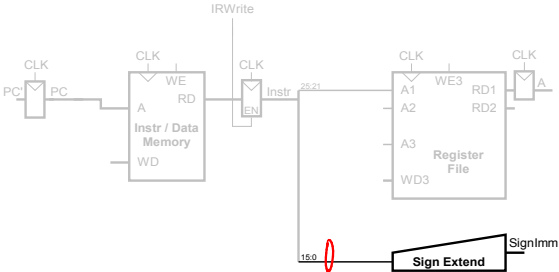 IRWrite
CLK CLK CLK CLK CLK
PC' PC WE RD Instr 25:21 A1 WE3 RD1 A
A EN A2 RD2
Instr / Data
Memory
A3
Register
File
WD WD3
15:0 Sign Extend SignImm